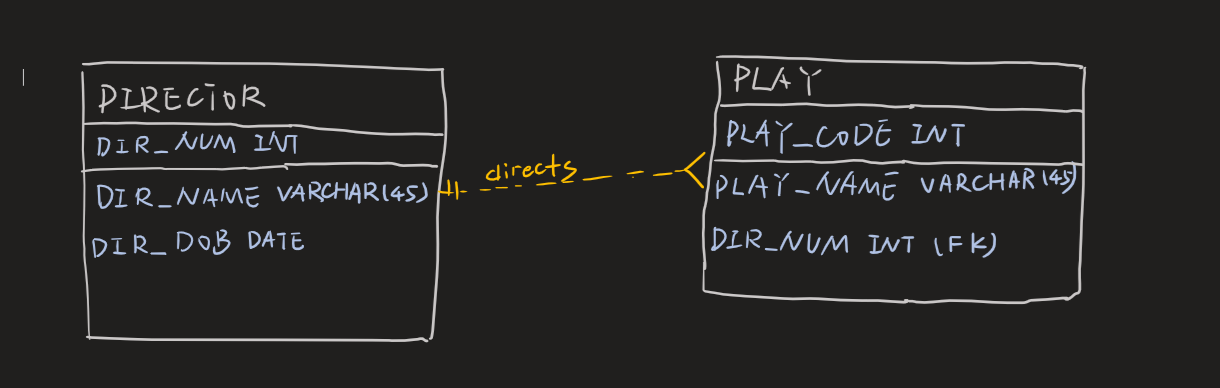 DIRECTOR
DIR_NUM INT
DIR_NAME VARCHAR(45)
DIR_DOB DATE
directs
PLAY
PLAY_CODE INT
PLAY_NAME VARCHAR(45)
DIR_NUM INT (FK)